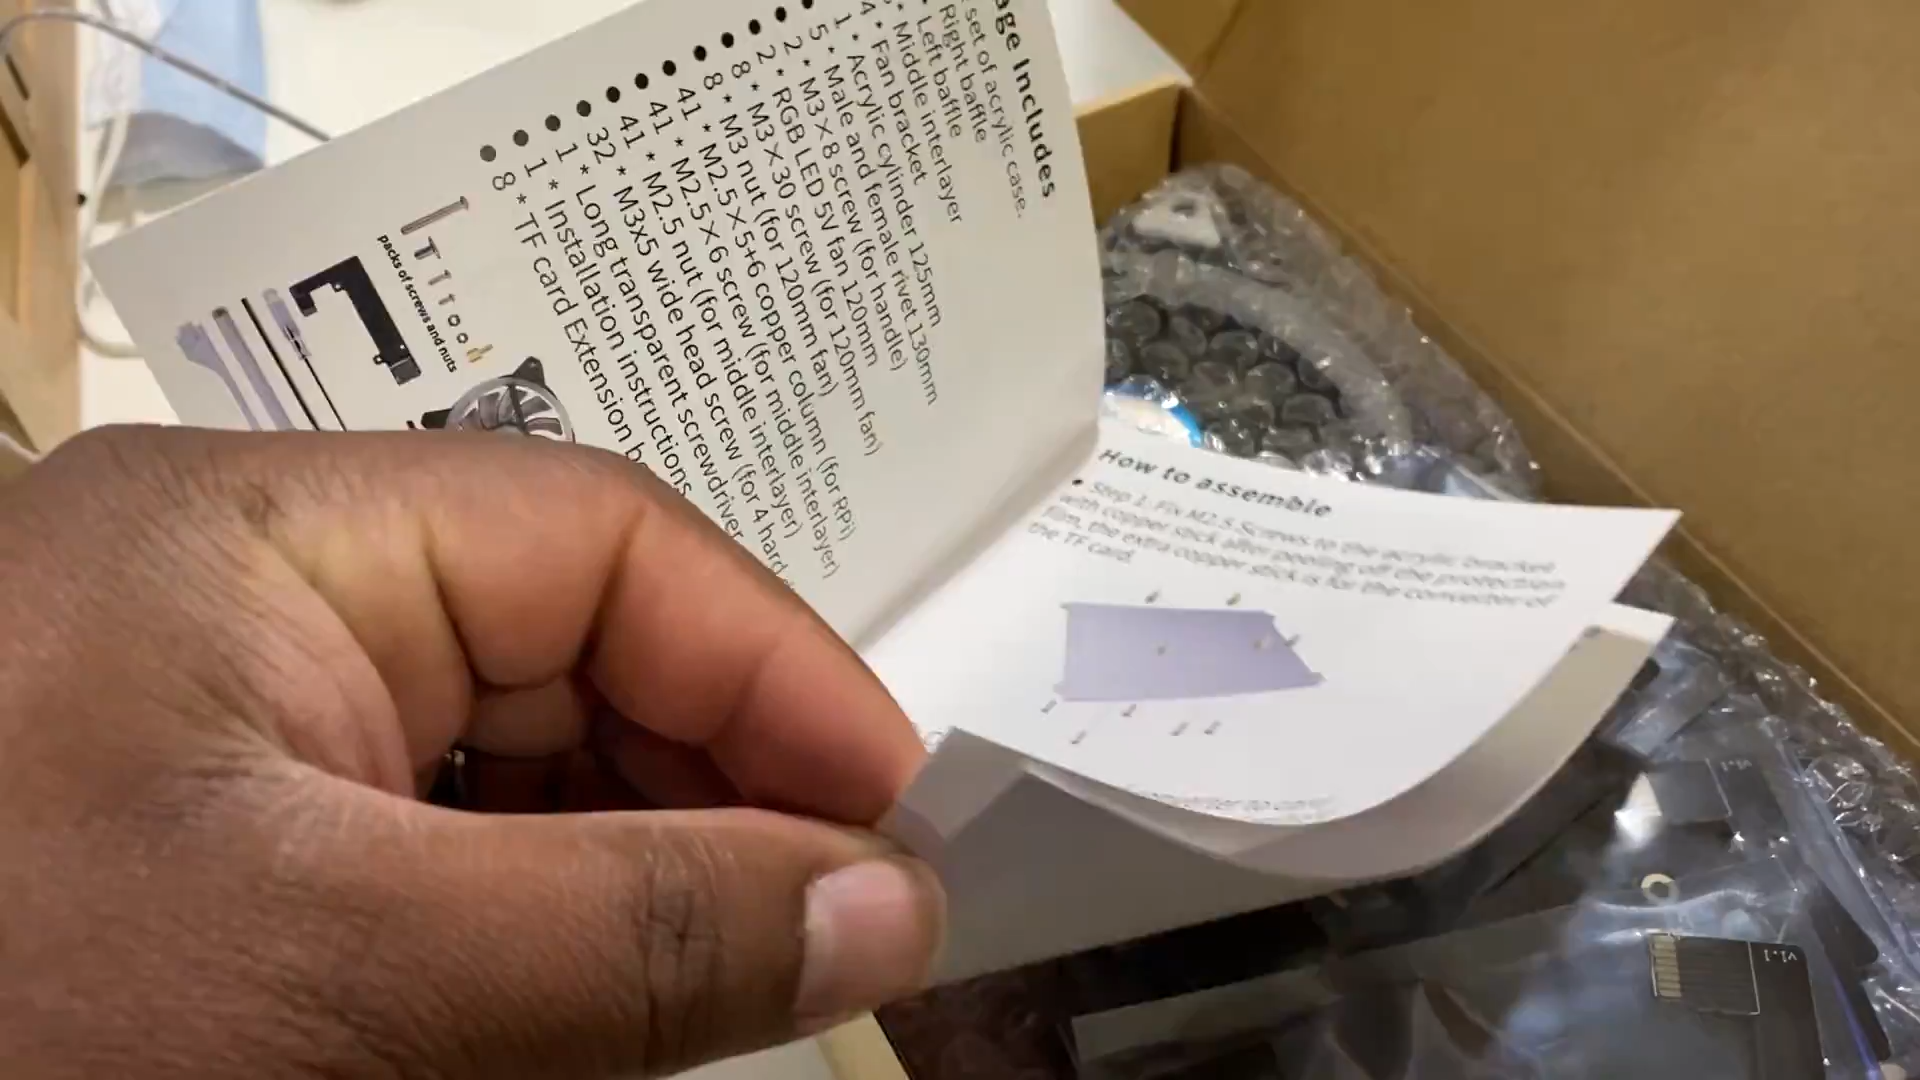 age Includes
set of acrylic case.
Right baffle
Left baffle
Middle interlayer
4 * Fan bracket
1 * Acrylic cylinder 125mm
5 * Male and female rivet 130mm
2 * M3×8 screw (for handle)
2 * RGB LED 5V fan 120mm
8 * M3×30 screw (for 120mm fan)
8 * M3 nut (for 120mm fan)
41 * M2.5×5+6 copper column (for RPi)
41 * M2.5×6 screw (for middle interlayer)
41 * M2.5 nut (for middle interlayer)
32 * M3x5 wide head screw (for 4 hard
1 * Long transparent screwdriver
1 * Installation instructions
8 * TF card Extension
packs of screws and nuts
How to assemble
• Step 1: Fix M2.5 Screws to the acrylic bracket
with copper stick after peeling off the protection
film, the extra copper stick is for the converter of
the TF card.
v1.1
v1.1